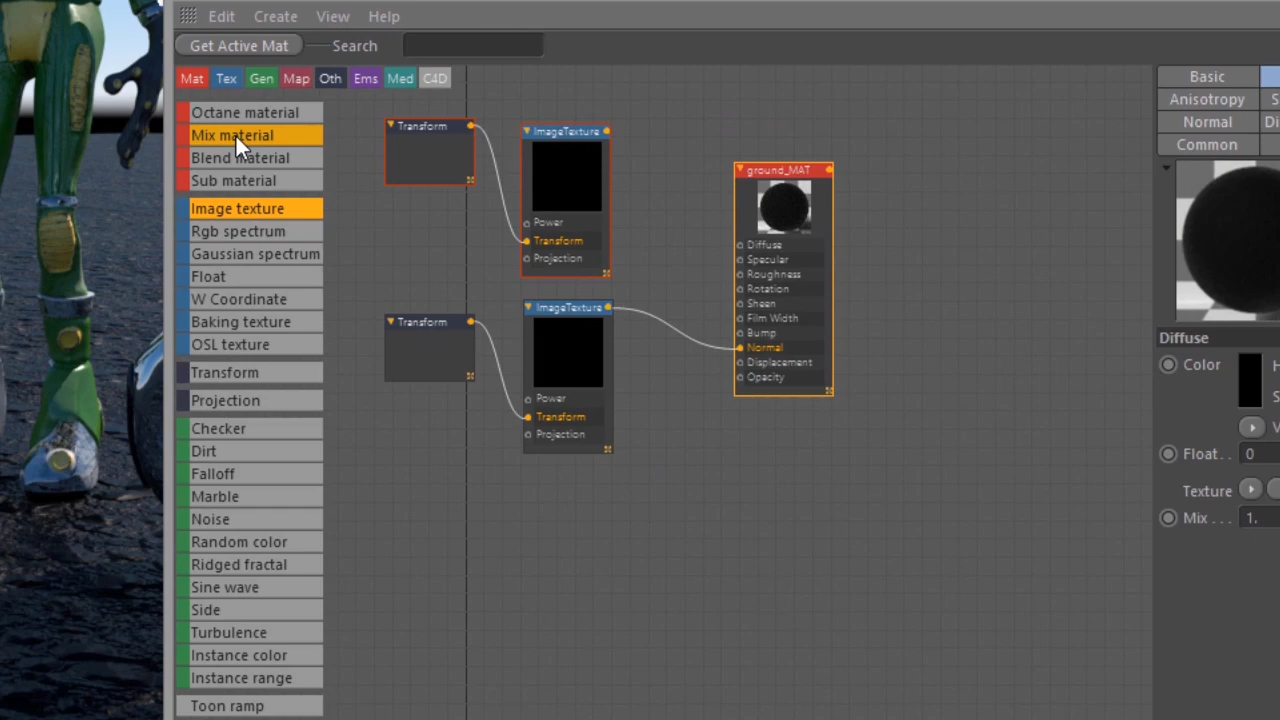 Edit Create View Help
Get Active Mat Search
Mat Tex Gen Map Oth Ems Med C4D
Octane material
Mix material
Blend material
Sub material
Image texture
Rgb spectrum
Gaussian spectrum
Float
W Coordinate
Baking texture
OSL texture
Transform
Projection
Checker
Dirt
Falloff
Marble
Noise
Random color
Ridged fractal
Sine wave
Side
Turbulence
Instance color
Instance range
Toon ramp
Transform
ImageTexture
Power
Transform
Projection
Transform
ImageTexture
Power
Transform
Projection
ground_MAT
Diffuse
Specular
Roughness
Rotation
Sheen
Film Width
Bump
Normal
Displacement
Opacity
Basic
Anisotropy S
Normal Di
Common
Diffuse
Color H
S
V
Float. . 0
Texture
Mix . . . 1.